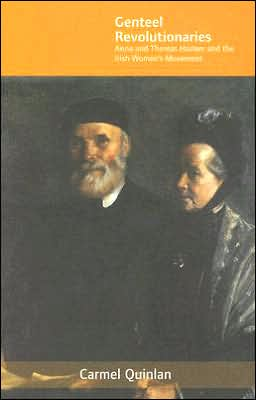 Genteel
Revolutionaries
Anna and Thomas Haslam and the
Irish Women's Movement
Carmel Quinlan